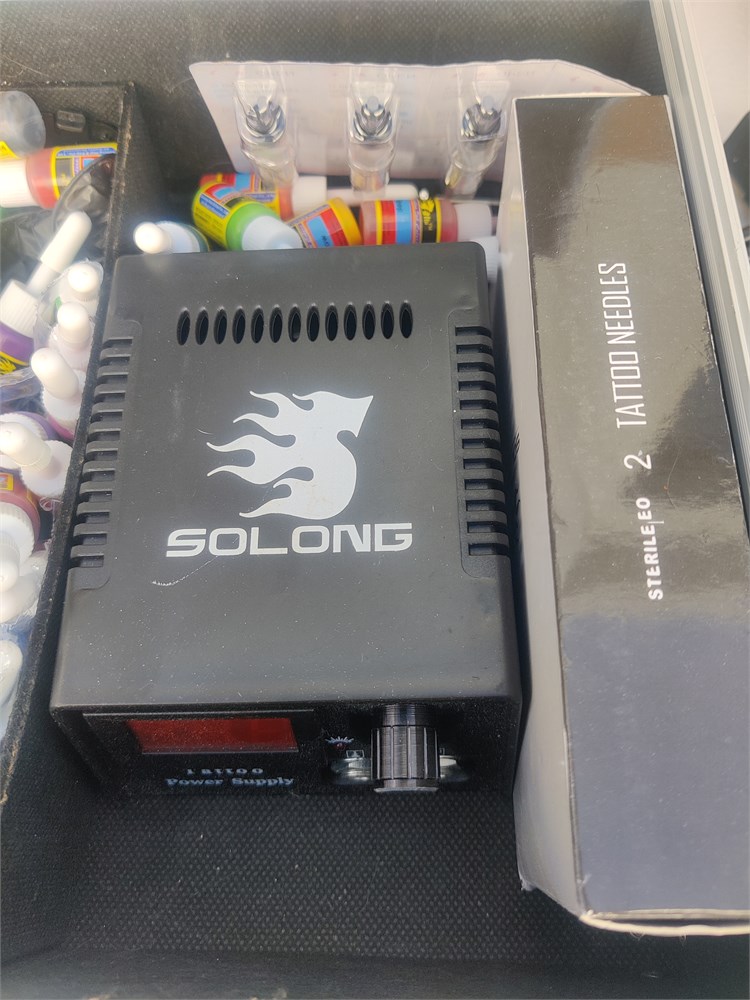 SOLONG
TATTOO
Power Supply
STERILE EO 2 TATTOO NEEDLES